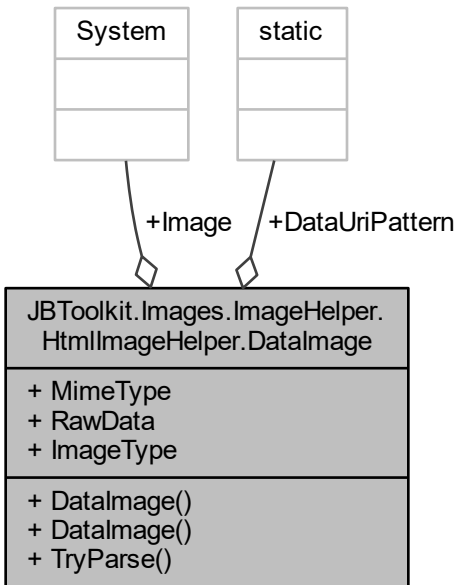 System
static
+Image
+DataUriPattern
JBToolkit.Images.ImageHelper.
HtmlImageHelper.DataImage
+ MimeType
+ RawData
+ ImageType
+ DataImage()
+ DataImage()
+ TryParse()